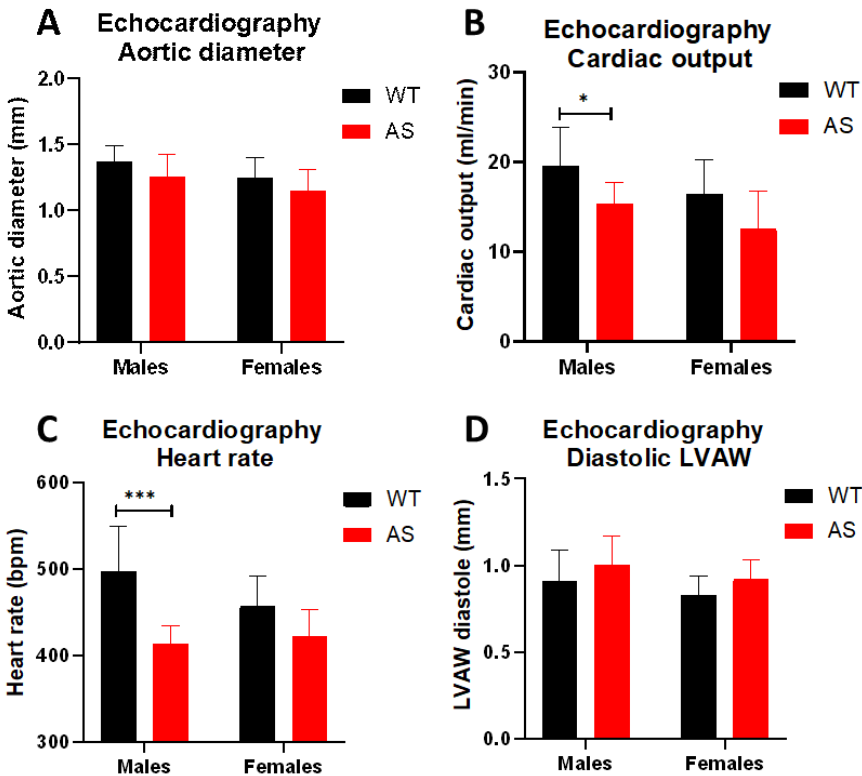 A
Echocardiography
Aortic diameter
Aortic diameter (mm)
2.0
1.5
1.0
0.5
0.0
WT
AS
Males
Females
B
Echocardiography
Cardiac output
Cardiac output (ml/min)
30
20
10
0
*
WT
AS
Males
Females
C
Echocardiography
Heart rate
Heart rate (bpm)
600
500
400
300
***
WT
AS
Males
Females
D
Echocardiography
Diastolic LVAW
LVAW diastole (mm)
1.5
1.0
0.5
0.0
WT
AS
Males
Females